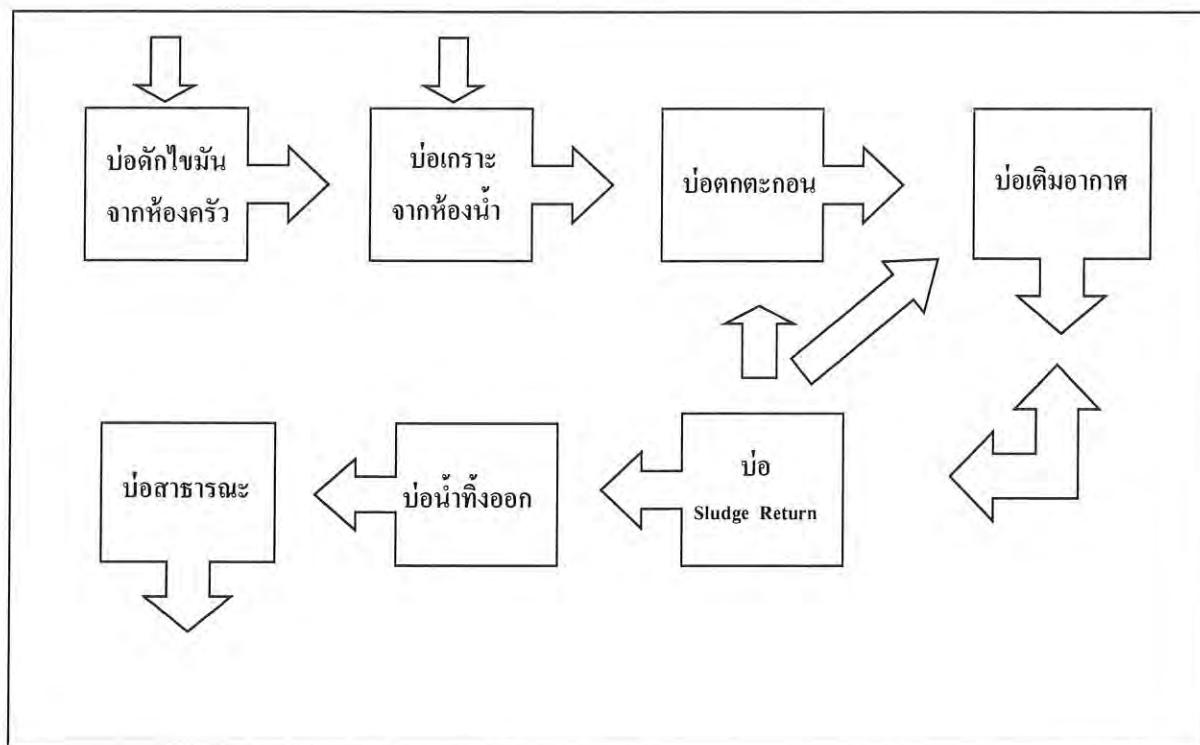 บ่อดักไขมัน
จากห้องครัว
บ่อเกราะ
จากห้องน้ำ
บ่อตกตะกอน
บ่อเติมอากาศ
บ่อสาธารณะ
บ่อน้ำทิ้งออก
บ่อ
Sludge Return